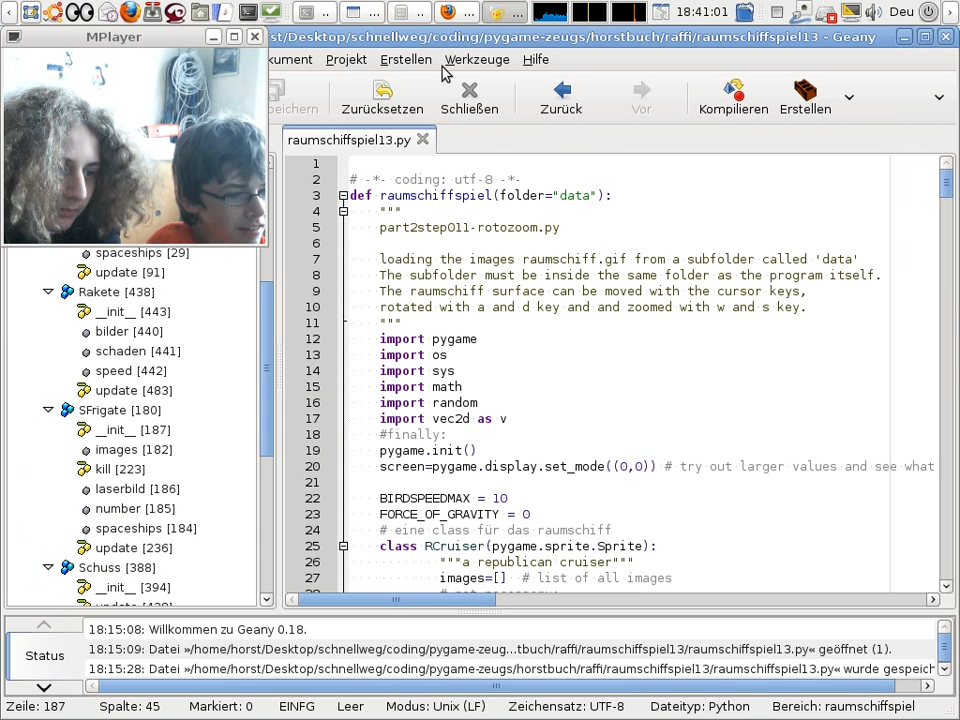 18:41:01
Deu
MPlayer
st/Desktop/schnellweg/coding/pygame-zeugs/horstbuch/raffi/raumschiffspiel13 - Geany
kument Projekt Erstellen Werkzeuge Hilfe
peichern Zurücksetzen Schließen Zurück Vor Kompilieren Erstellen
raumschiffspiel13.py
1
2 # -*- coding: utf-8 -*-
3 def raumschiffspiel(folder="data"):
4 """
5 part2step011-rotozoom.py
6
7 loading the images raumschiff.gif from a subfolder called 'data'
8 The subfolder must be inside the same folder as the program itself.
9 The raumschiff surface can be moved with the cursor keys,
10 rotated with a and d key and and zoomed with w and s key.
11 """
12 import pygame
13 import os
14 import sys
15 import math
16 import random
17 import vec2d as v
18 #finally:
19 pygame.init()
20 screen=pygame.display.set_mode((0,0)) # try out larger values and see what
21
22 BIRDSPEEDMAX = 10
23 FORCE_OF_GRAVITY = 0
24 # eine class für das raumschiff
25 class RCruiser(pygame.sprite.Sprite):
26 """a republican cruiser"""
27 images=[] # list of all images
spaceships [29]
update [91]
Rakete [438]
__init__ [443]
bilder [440]
schaden [441]
speed [442]
update [483]
SFrigate [180]
__init__ [187]
images [182]
kill [223]
laserbild [186]
number [185]
spaceships [184]
update [236]
Schuss [388]
__init__ [394]
Status
18:15:08: Willkommen zu Geany 0.18.
18:15:09: Datei »/home/horst/Desktop/schnellweg/coding/pygame-zeug...tbuch/raffi/raumschiffspiel13/raumschiffspiel13.py« geöffnet (1).
18:15:28: Datei »/home/horst/Desktop/schnellweg/coding/pygame-zeugs/horstbuch/raffi/raumschiffspiel13/raumschiffspiel13.py« wurde gespeich
Zeile: 187 Spalte: 45 Markiert: 0 EINFG Leer Modus: Unix (LF) Zeichensatz: UTF-8 Dateityp: Python Bereich: raumschiffspiel